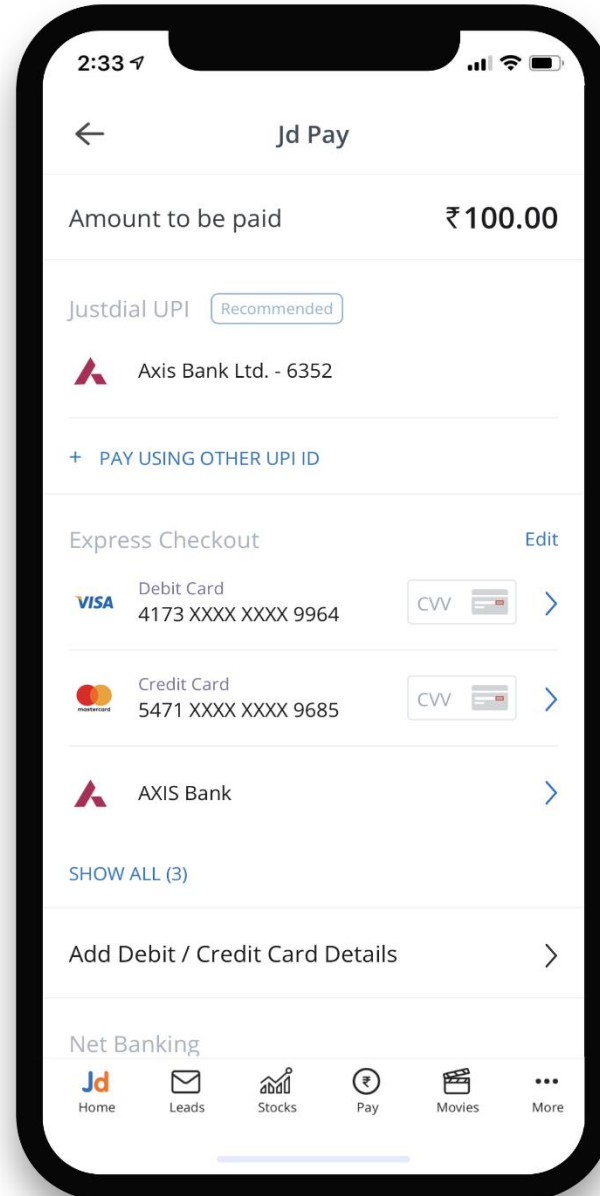 2:33
Jd Pay
Amount to be paid ₹100.00
Justdial UPI Recommended
Axis Bank Ltd. - 6352
+ PAY USING OTHER UPI ID
Express Checkout Edit
VISA Debit Card
4173 XXXX XXXX 9964 CVV
mastercard Credit Card
5471 XXXX XXXX 9685 CVV
AXIS Bank
SHOW ALL (3)
Add Debit / Credit Card Details
Net Banking
Jd ₹
Home Leads Stocks Pay Movies More